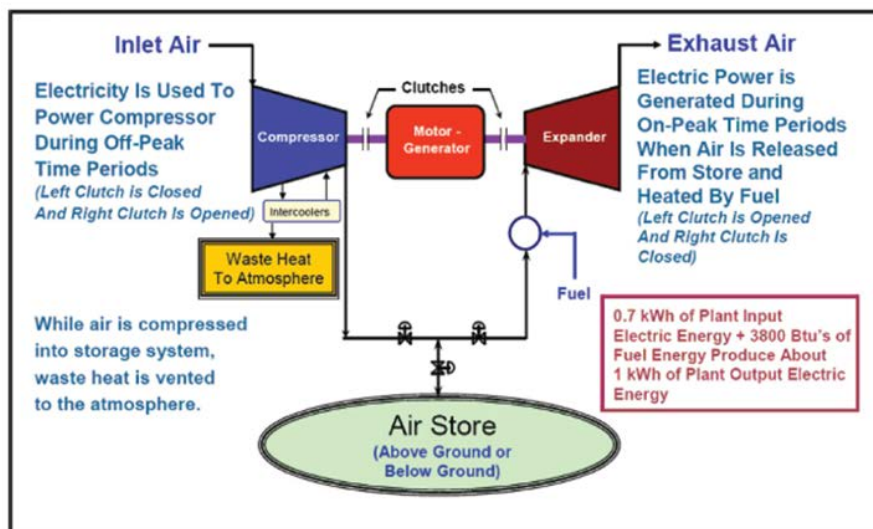 Inlet Air
Exhaust Air
Electricity Is Used To
Power Compressor
During Off-Peak
Time Periods
(Left Clutch is Closed
And Right Clutch Is Opened)
Clutches
Compressor
Motor -
Generator
Expander
Electric Power is
Generated During
On-Peak Time Periods
When Air Is Released
From Store and
Heated By Fuel
(Left Clutch is Opened
And Right Clutch Is
Closed)
Intercoolers
Waste Heat
To Atmosphere
Fuel
While air is compressed
into storage system,
waste heat is vented
to the atmosphere.
0.7 kWh of Plant Input
Electric Energy + 3800 Btu's of
Fuel Energy Produce About
1 kWh of Plant Output Electric
Energy
Air Store
(Above Ground or
Below Ground)